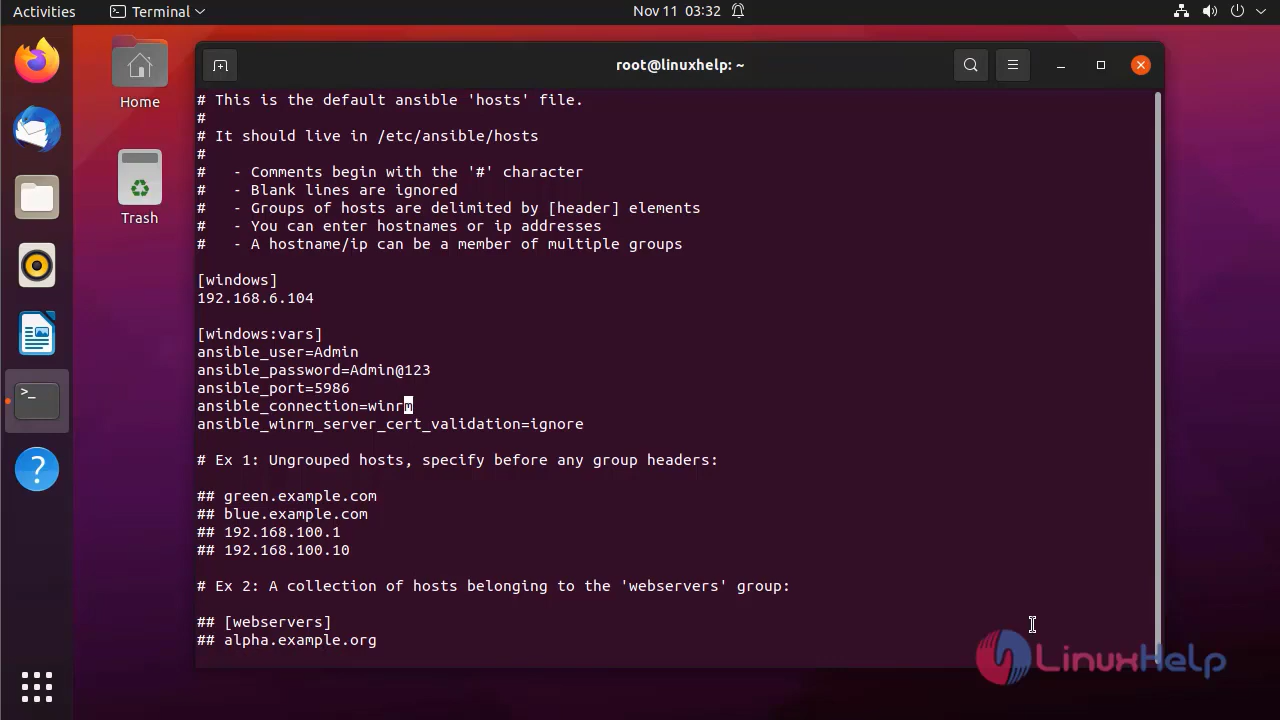 Activities
Terminal
Nov 11 03:32
root@linuxhelp: ~
Home
Trash
# This is the default ansible 'hosts' file.
#
# It should live in /etc/ansible/hosts
#
#   - Comments begin with the '#' character
#   - Blank lines are ignored
#   - Groups of hosts are delimited by [header] elements
#   - You can enter hostnames or ip addresses
#   - A hostname/ip can be a member of multiple groups
[windows]
192.168.6.104
[windows:vars]
ansible_user=Admin
ansible_password=Admin@123
ansible_port=5986
ansible_connection=winrm
ansible_winrm_server_cert_validation=ignore
# Ex 1: Ungrouped hosts, specify before any group headers:
## green.example.com
## blue.example.com
## 192.168.100.1
## 192.168.100.10
# Ex 2: A collection of hosts belonging to the 'webservers' group:
## [webservers]
## alpha.example.org
LinuxHelp